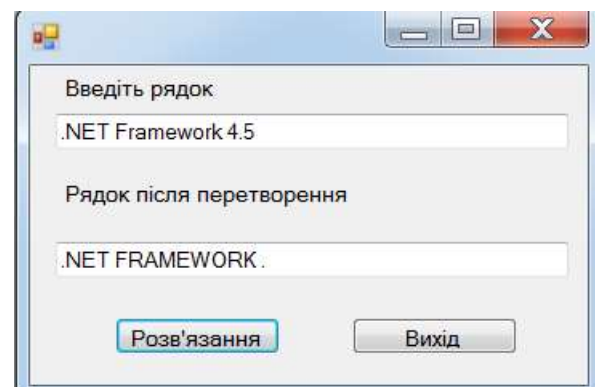 Введіть рядок
.NET Framework 4.5
Рядок після перетворення
.NET FRAMEWORK .
Розв'язання
Вихід